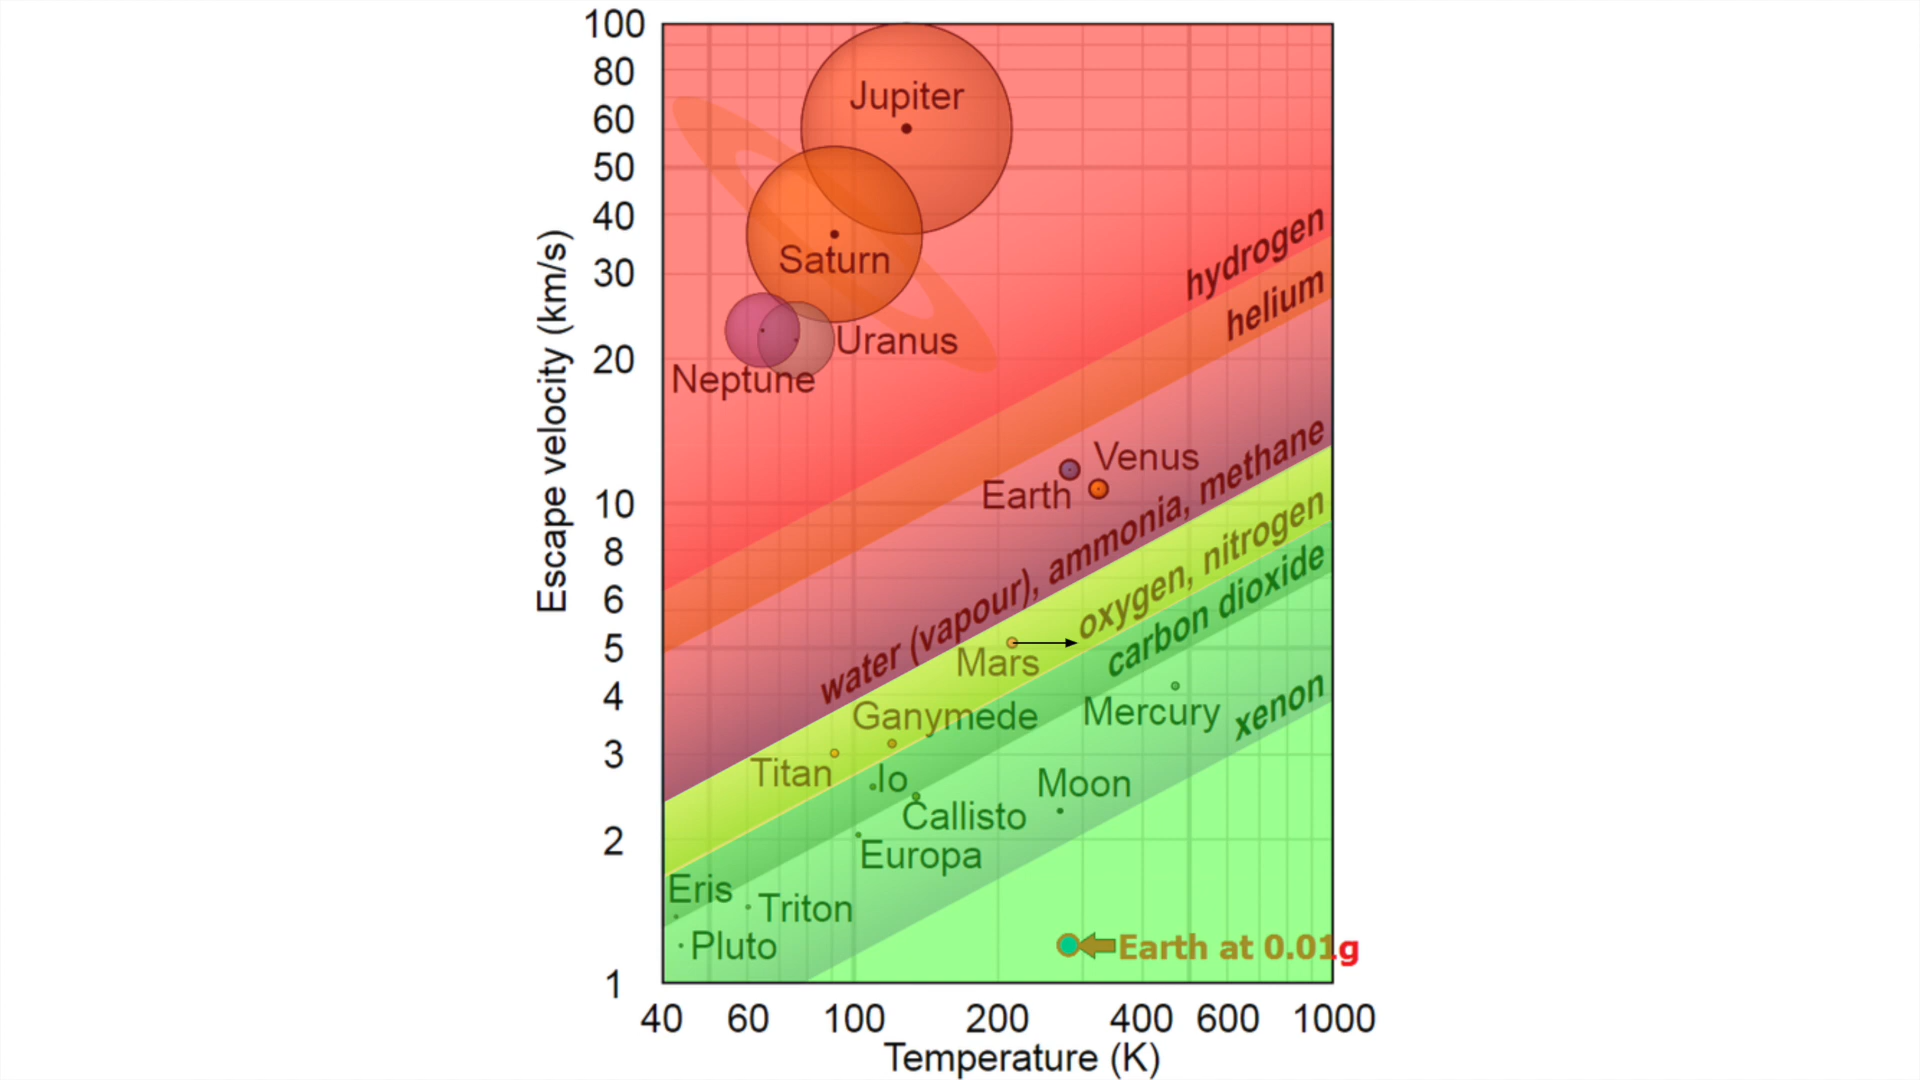 100
80
60
50
40
30
20
10
8
6
5
4
3
2
1
Escape velocity (km/s)
Jupiter
Saturn
Uranus
Neptune
hydrogen
helium
Venus
Earth
water (vapour), ammonia, methane
oxygen, nitrogen
carbon dioxide
Mars
Ganymede
Mercury
xenon
Titan
Io
Moon
Callisto
Europa
Eris
Triton
Pluto
Earth at 0.01g
40 60 100 200 400 600 1000
Temperature (K)